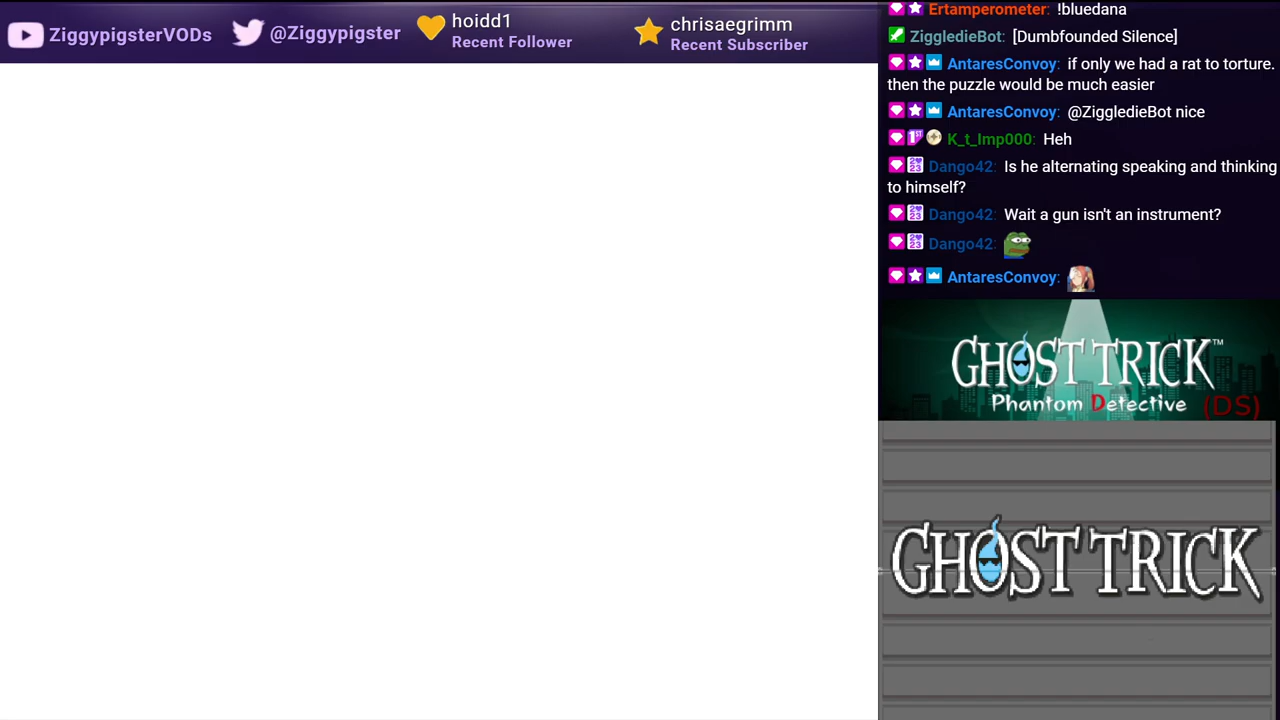 ZiggypigsterVODs
@Ziggypigster
hoidd1
Recent Follower
chrisaegrimm
Recent Subscriber
Ertamperometer: !bluedana
ZiggledieBot: [Dumbfounded Silence]
AntaresConvoy: if only we had a rat to torture.
then the puzzle would be much easier
AntaresConvoy: @ZiggledieBot nice
1ST K_t_Imp000: Heh
Dango42: Is he alternating speaking and thinking
to himself?
Dango42: Wait a gun isn't an instrument?
Dango42:
AntaresConvoy:
GHOST TRICK™
Phantom Detective (DS)
GHOST TRICK